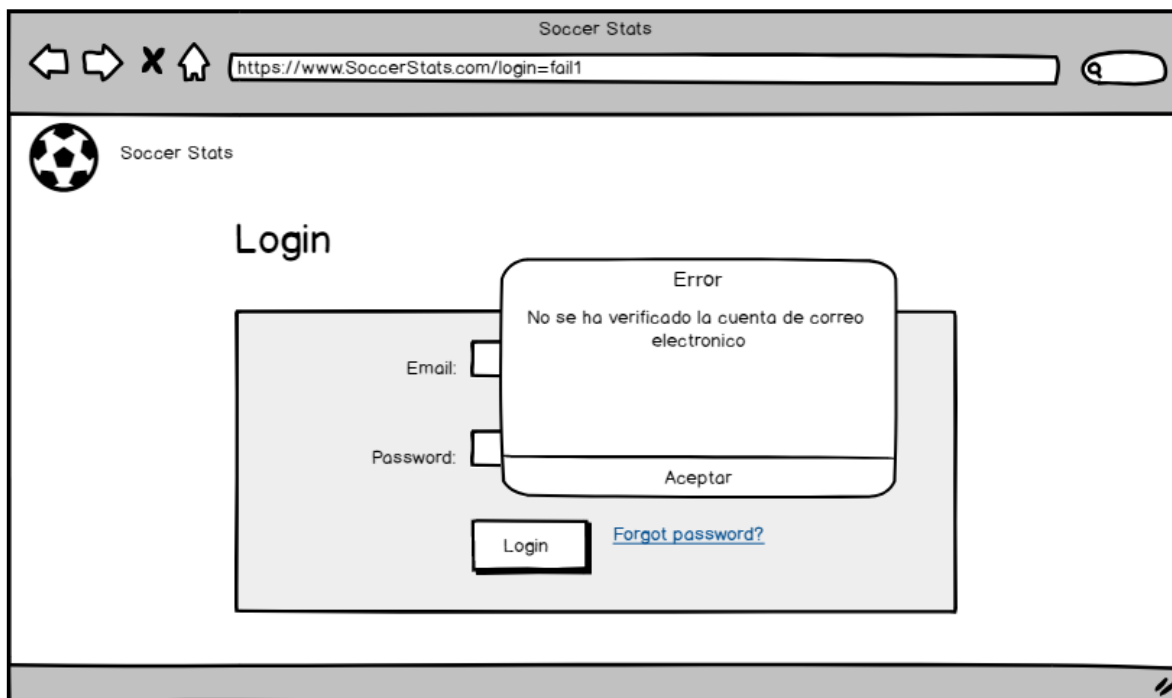 Soccer Stats
https://www.SoccerStats.com/login=fail1
Soccer Stats
Login
Error
No se ha verificado la cuenta de correo
electronico
Email:
Password:
Aceptar
Login
Forgot password?